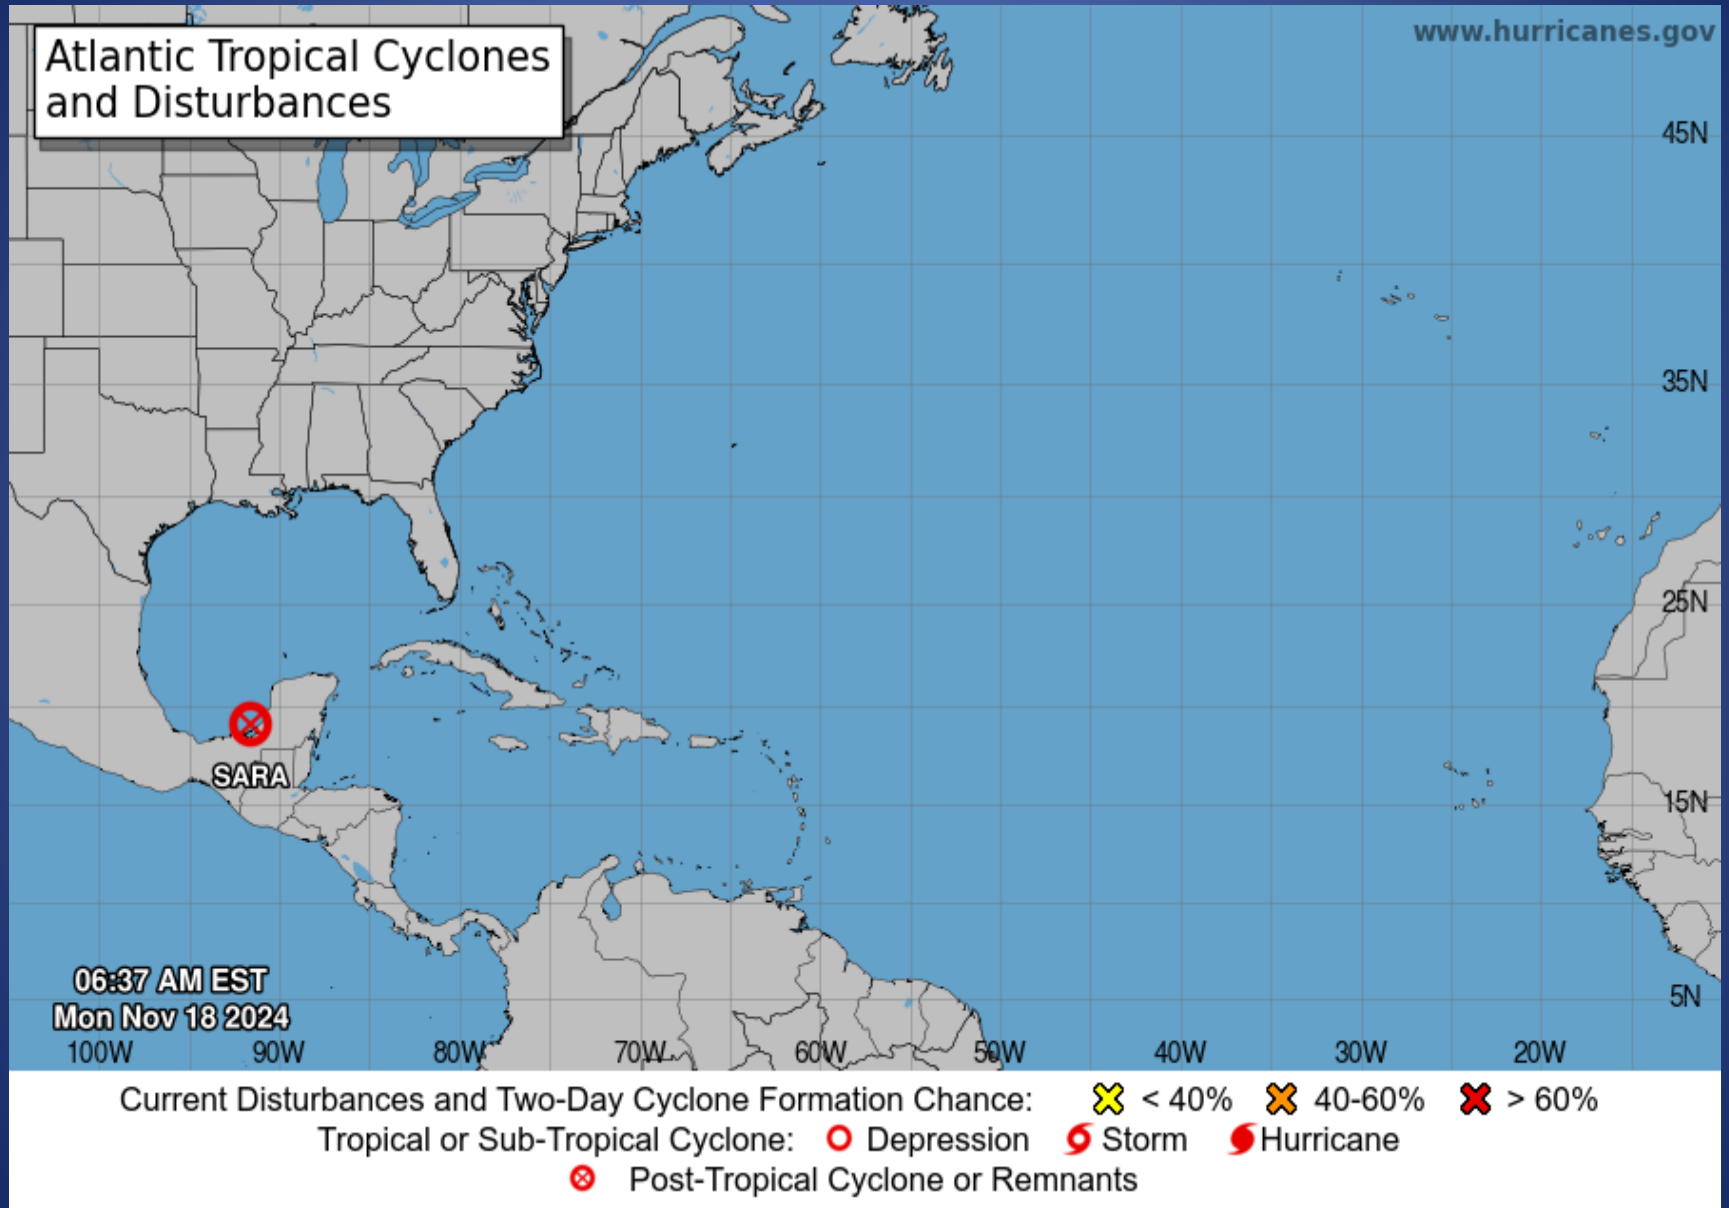 www.hurricanes.gov
Atlantic Tropical Cyclones
and Disturbances
45N
35N
25N
15N
5N
SARA
06:37 AM EST
Mon Nov 18 2024
100W 90W 80W 70W 60W 50W 40W 30W 20W
Current Disturbances and Two-Day Cyclone Formation Chance: < 40% 40-60% > 60%
Tropical or Sub-Tropical Cyclone: Depression Storm Hurricane
Post-Tropical Cyclone or Remnants